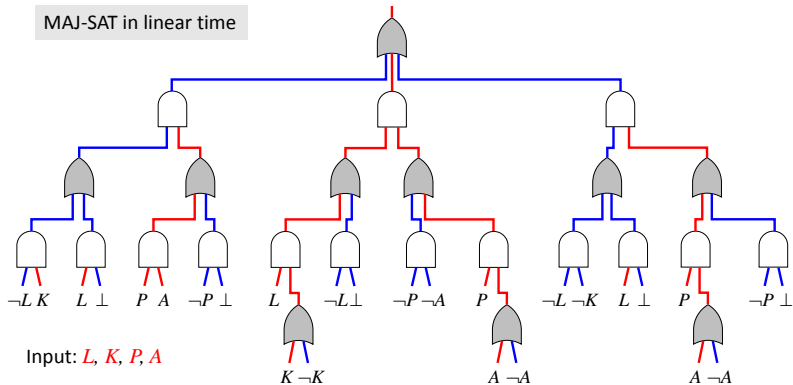 MAJ-SAT in linear time
¬L K L ⊥ P A ¬P ⊥ L ¬L⊥ ¬P ¬A P ¬L ¬K L ⊥ P ¬P ⊥
K ¬K A ¬A A ¬A
Input: L, K, P, A